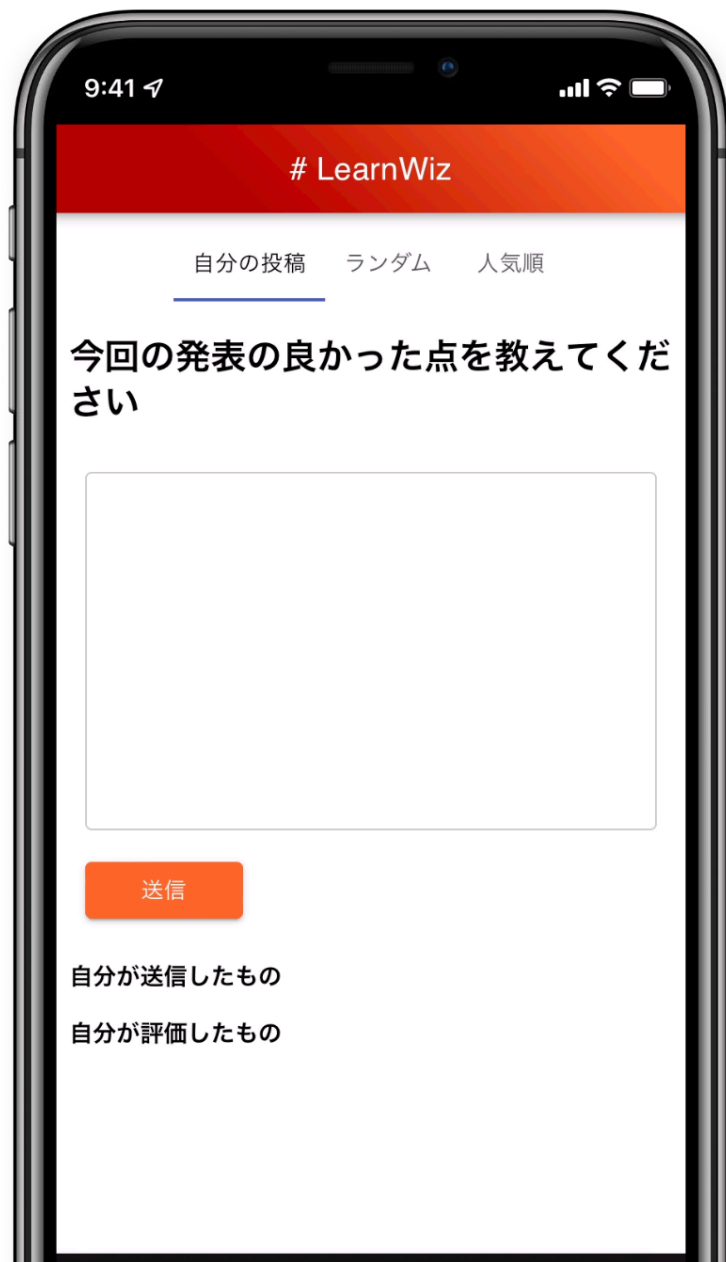 9:41
# LearnWiz
自分の投稿 ランダム 人気順
今回の発表の良かった点を教えてくだ
さい
送信
自分が送信したもの
自分が評価したもの